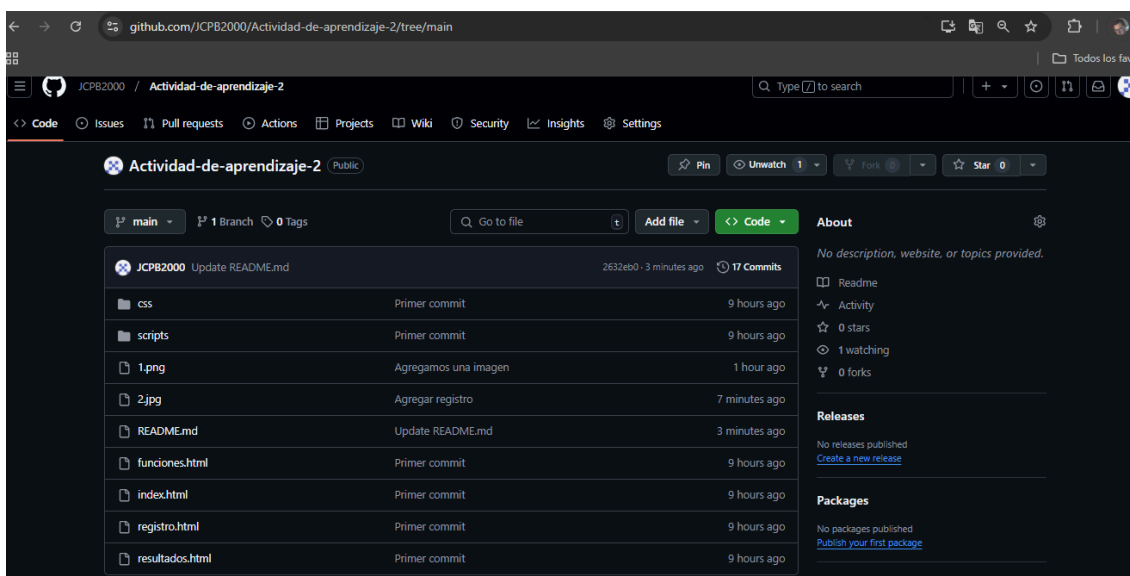 github.com/JCPB2000/Actividad-de-aprendizaje-2/tree/main
Todos los fav
JCPB2000 / Actividad-de-aprendizaje-2
Type / to search
Code Issues Pull requests Actions Projects Wiki Security Insights Settings
Actividad-de-aprendizaje-2 Public
Pin Unwatch 1 Fork 0 Star 0
main 1 Branch 0 Tags Go to file t Add file Code
About
No description, website, or topics provided.
JCPB2000 Update README.md 2632eb0 · 3 minutes ago 17 Commits
Readme
css Primer commit 9 hours ago
Activity
scripts Primer commit 9 hours ago
0 stars
1 watching
1.png Agregamos una imagen 1 hour ago
0 forks
2.jpg Agregar registro 7 minutes ago
Releases
README.md Update README.md 3 minutes ago
No releases published
Create a new release
funciones.html Primer commit 9 hours ago
index.html Primer commit 9 hours ago
Packages
registro.html Primer commit 9 hours ago
No packages published
Publish your first package
resultados.html Primer commit 9 hours ago